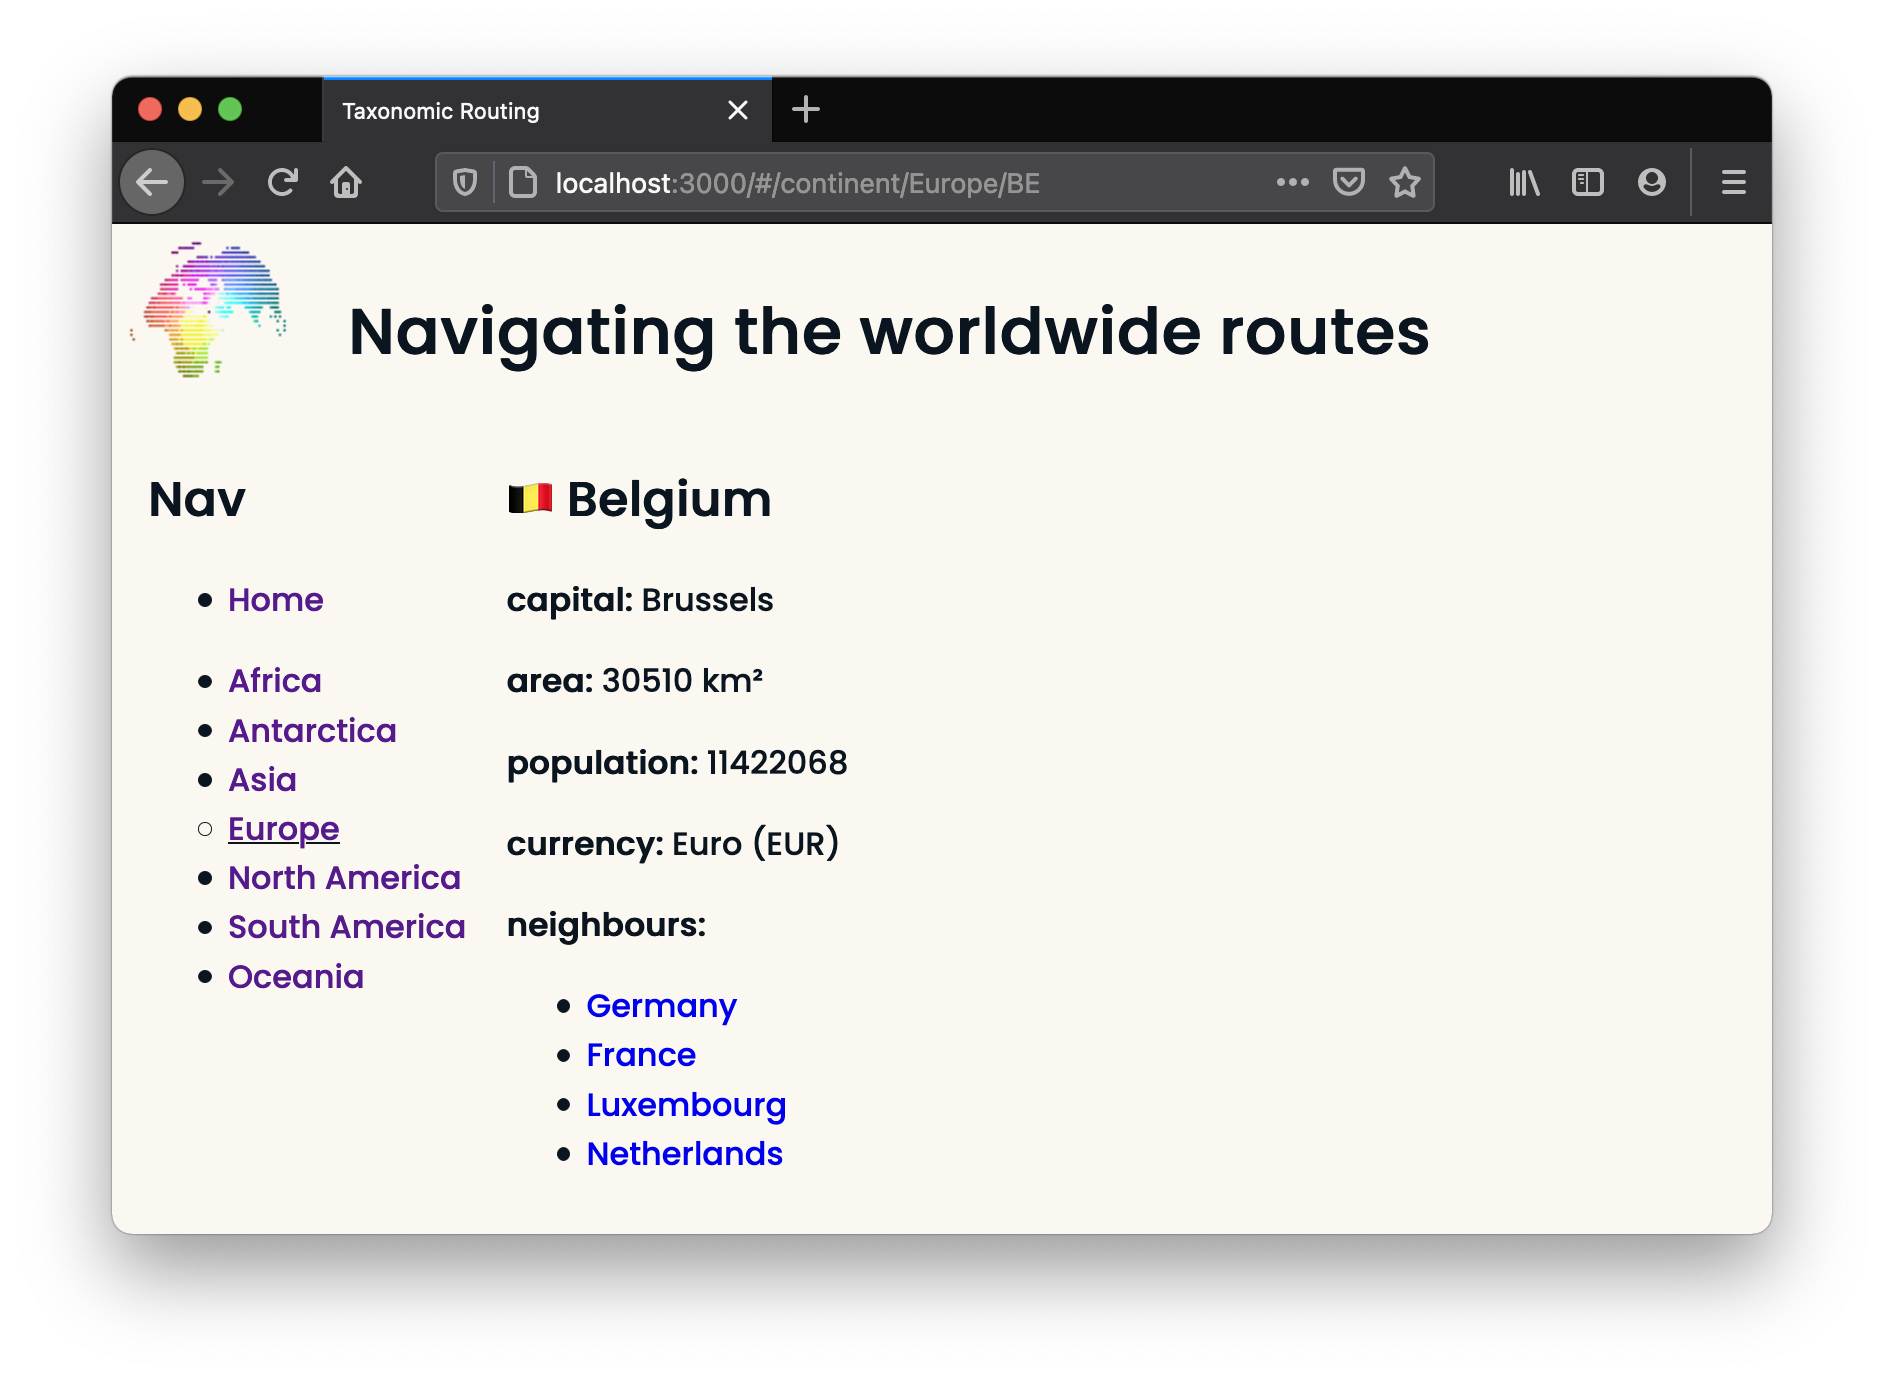 Taxonomic Routing
localhost:3000/#/continent/Europe/BE
Navigating the worldwide routes
Nav
Home
Africa
Antarctica
Asia
Europe
North America
South America
Oceania
🇧🇪 Belgium
capital: Brussels
area: 30510 km²
population: 11422068
currency: Euro (EUR)
neighbours:
Germany
France
Luxembourg
Netherlands